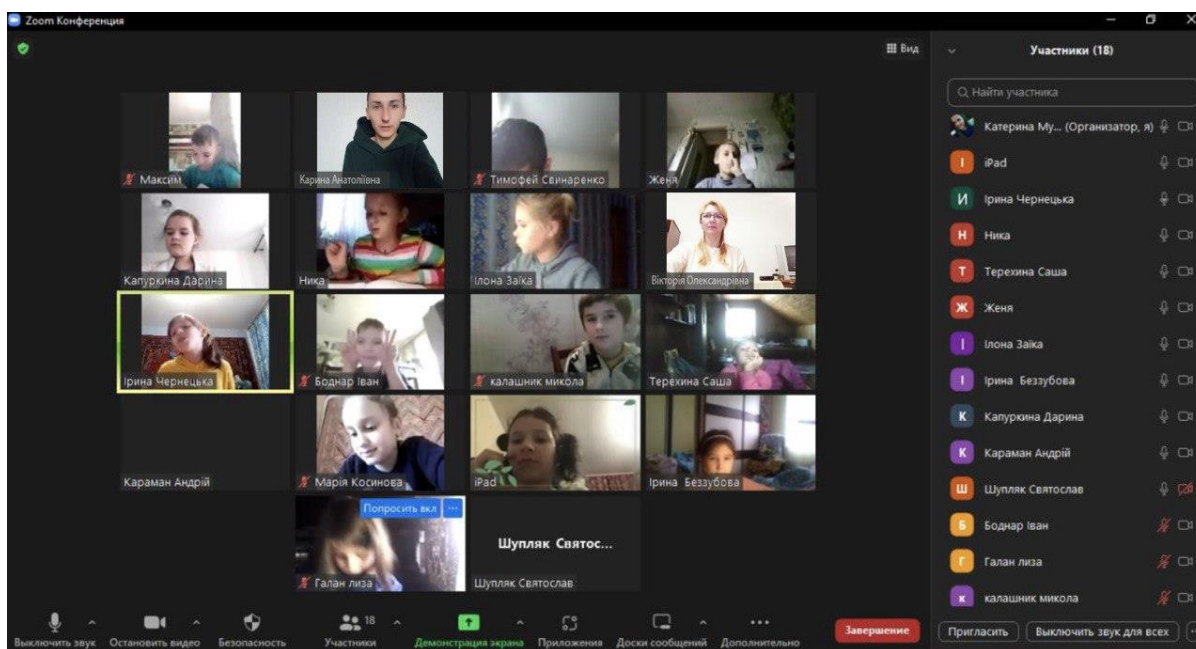 Zoom Конференция
Вид
Максим
Карина Анатоліївна
Тимофей Свинаренко
Женя
Капуркина Дарина
Ника
Ілона Заїка
Вікторія Олександрівна
Ірина Чернецька
Боднар Іван
калашник микола
Терехина Саша
Караман Андрій
Марія Косинова
iPad
Ірина Беззубова
Попросить вкл
Галан лиза
Шупляк Святос...
Шупляк Святослав
Участники (18)
Найти участника
Катерина Му... (Организатор, я)
I iPad
И Ірина Чернецька
Н Ника
Т Терехина Саша
Ж Женя
І Ілона Заїка
І Ірина Беззубова
К Капуркина Дарина
К Караман Андрій
Ш Шупляк Святослав
Б Боднар Іван
Г Галан лиза
к калашник микола
Выключить звук
Остановить видео
Безопасность
18
Участники
Демонстрация экрана
Приложения
Доски сообщений
Дополнительно
Завершение
Пригласить
Выключить звук для всех